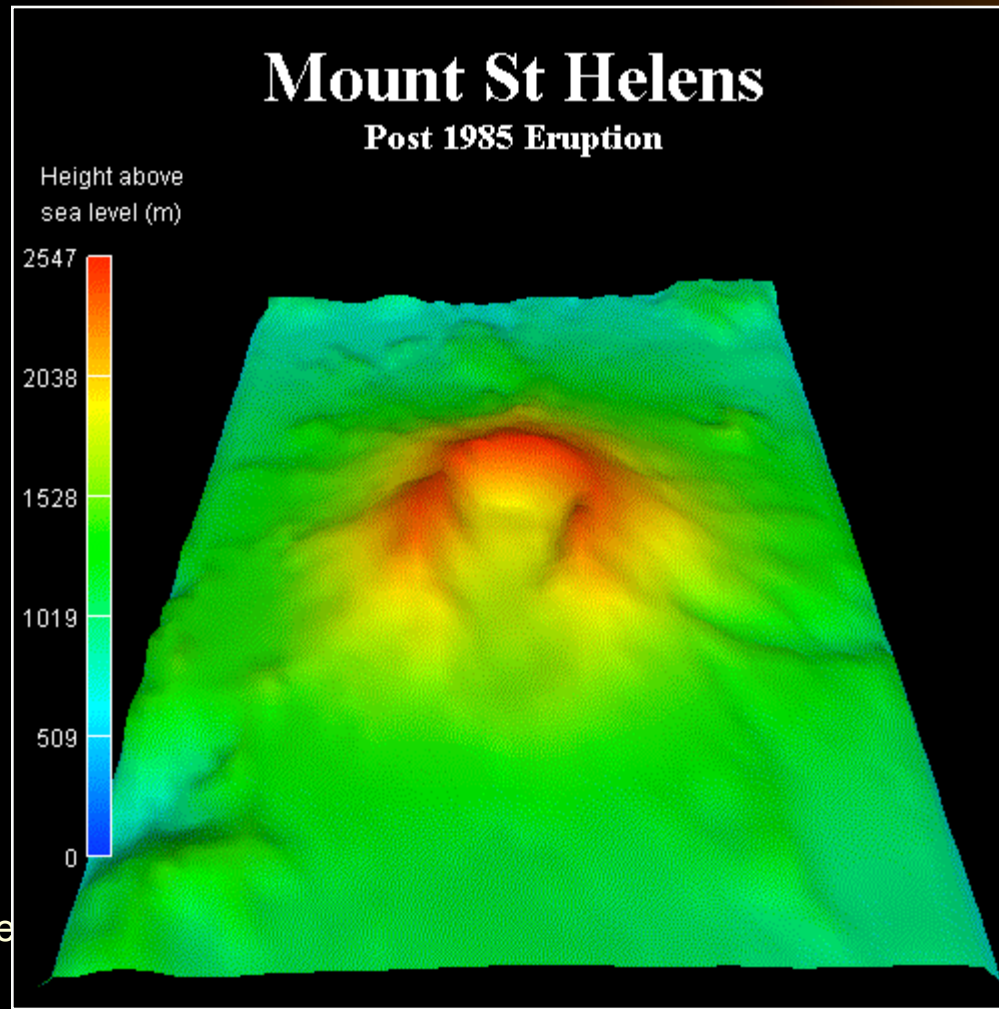 Mount St Helens
Post 1985 Eruption
Height above
sea level (m)
2547
2038
1528
1019
509
0
e